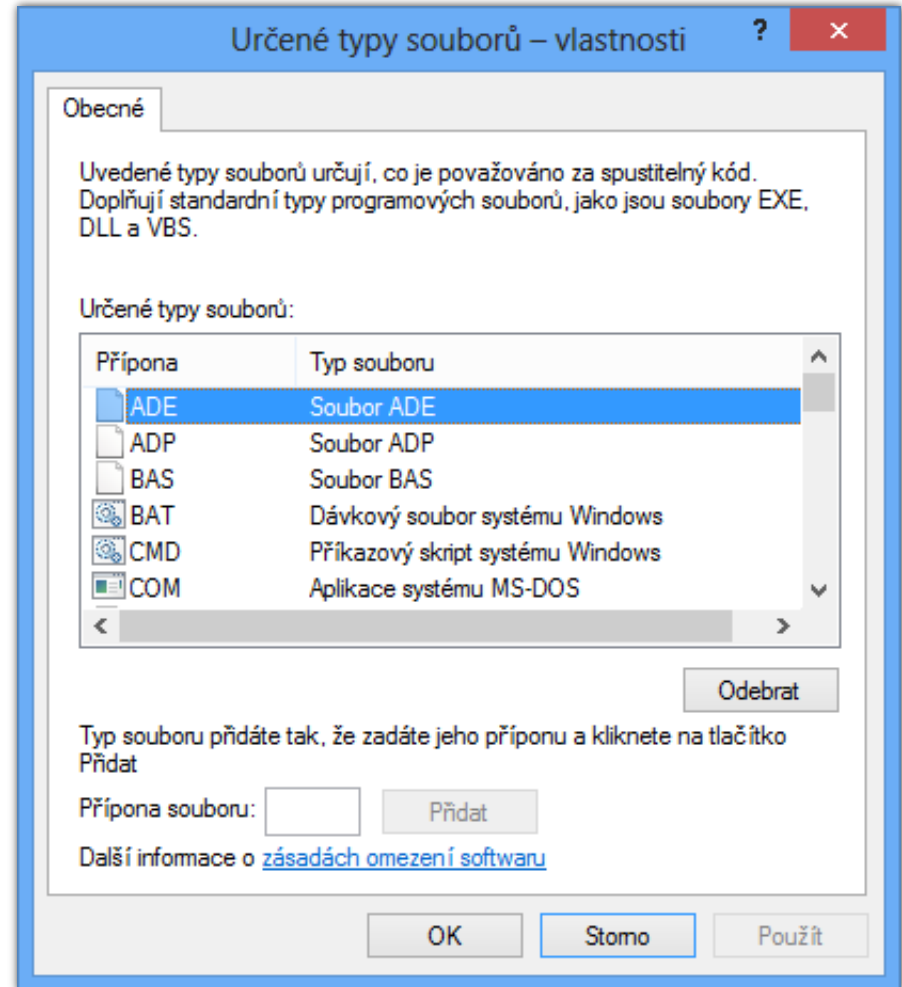 Určené typy souborů – vlastnosti
?
Obecné
Uvedené typy souborů určují, co je považováno za spustitelný kód.
Doplňují standardní typy programových souborů, jako jsou soubory EXE,
DLL a VBS.
Určené typy souborů:
Přípona Typ souboru
ADE Soubor ADE
ADP Soubor ADP
BAS Soubor BAS
BAT Dávkový soubor systému Windows
CMD Příkazový skript systému Windows
COM Aplikace systému MS-DOS
Odebrat
Typ souboru přidáte tak, že zadáte jeho příponu a kliknete na tlačítko
Přidat
Přípona souboru: Přidat
Další informace o zásadách omezení softwaru
OK Storno Použít